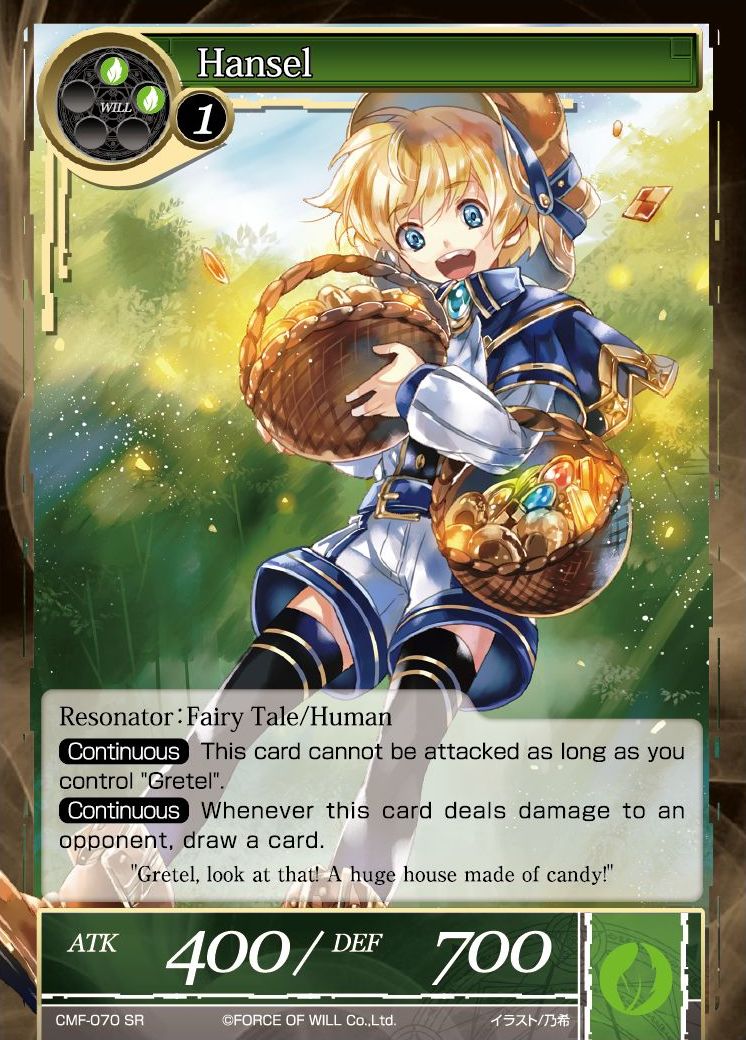 Hansel
WILL
1
Resonator:Fairy Tale/Human
Continuous This card cannot be attacked as long as you
control "Gretel".
Continuous Whenever this card deals damage to an
opponent, draw a card.
"Gretel, look at that! A huge house made of candy!"
ATK 400/ DEF 700
CMF-070 SR ©FORCE OF WILL Co.,Ltd. イラスト/乃希